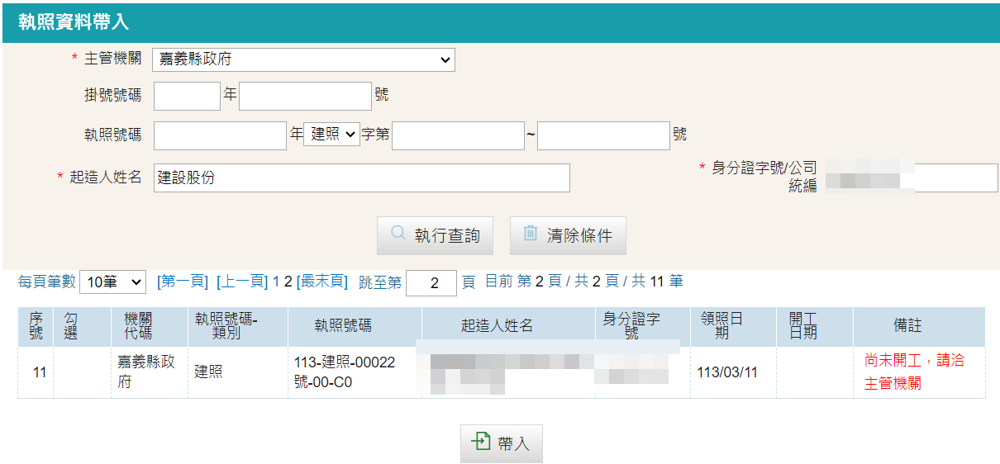 執照資料帶入
* 主管機關 嘉義縣政府
掛號號碼 年 號
執照號碼 年 建照 字第 ~ 號
* 起造人姓名 建設股份 * 身分證字號/公司
統編
執行查詢 清除條件
每頁筆數 10筆 [第一頁] [上一頁] 1 2 [最末頁] 跳至第 2 頁 目前 第 2 頁 / 共 2 頁 / 共 11 筆
序 勾 機關 執照號碼- 執照號碼 起造人姓名 身分證字 領照日 開工 備註
號 選 代碼 類別 號 期 日期
11 嘉義縣政 建照 113-建照-00022 113/03/11 尚未開工，請洽
府 號-00-C0 主管機關
帶入